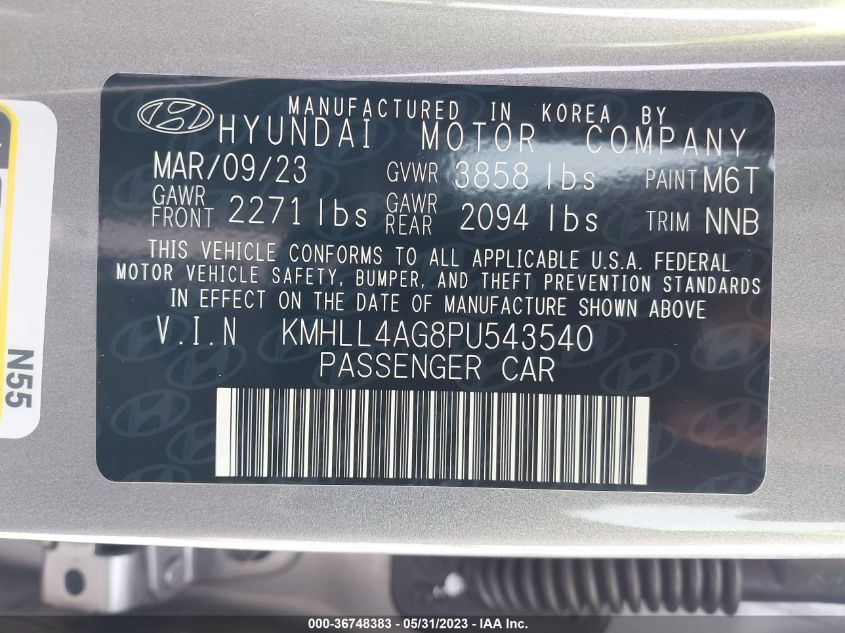 MANUFACTURED IN KOREA BY
HYUNDAI MOTOR COMPANY
MAR/09/23 GVWR 3858 lbs PAINT M6T
GAWR FRONT 2271 lbs GAWR REAR 2094 lbs TRIM NNB
THIS VEHICLE CONFORMS TO ALL APPLICABLE U.S.A. FEDERAL
MOTOR VEHICLE SAFETY, BUMPER, AND THEFT PREVENTION STANDARDS
IN EFFECT ON THE DATE OF MANUFACTURE SHOWN ABOVE
V.I.N KMHLL4AG8PU543540
PASSENGER CAR
N55
000-36748383 - 05/31/2023 - IAA Inc.